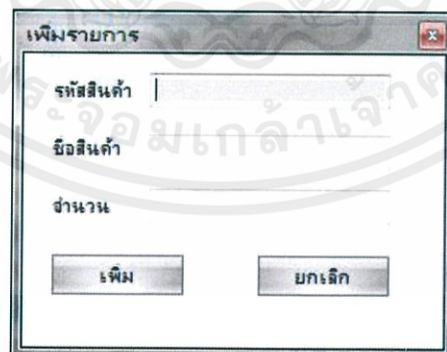 เพิ่มรายการ
รหัสสินค้า
ชื่อสินค้า
จำนวน
เพิ่ม ยกเลิก